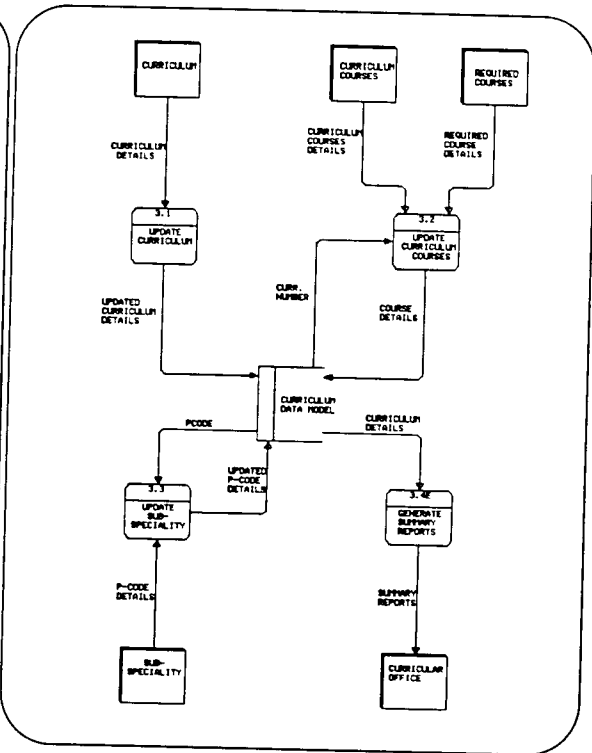 CURRICULUM
CURRICULUM
COURSES
REQUIRED
COURSES
CURRICULUM
DETAILS
CURRICULUM
COURSES
DETAILS
REQUIRED
COURSE
DETAILS
3.1
UPDATE
CURRICULUM
3.2
UPDATE
CURRICULUM
COURSES
UPDATED
CURRICULUM
DETAILS
CURR.
NUMBER
COURSE
DETAILS
CURRICULUM
DATA MODEL
PCODE
CURRICULUM
DETAILS
UPDATED
P-CODE
DETAILS
3.3
UPDATE
SUB-
SPECIALITY
3.4E
GENERATE
SUMMARY
REPORTS
P-CODE
DETAILS
SUMMARY
REPORTS
SUB-
SPECIALITY
CURRICULAR
OFFICE